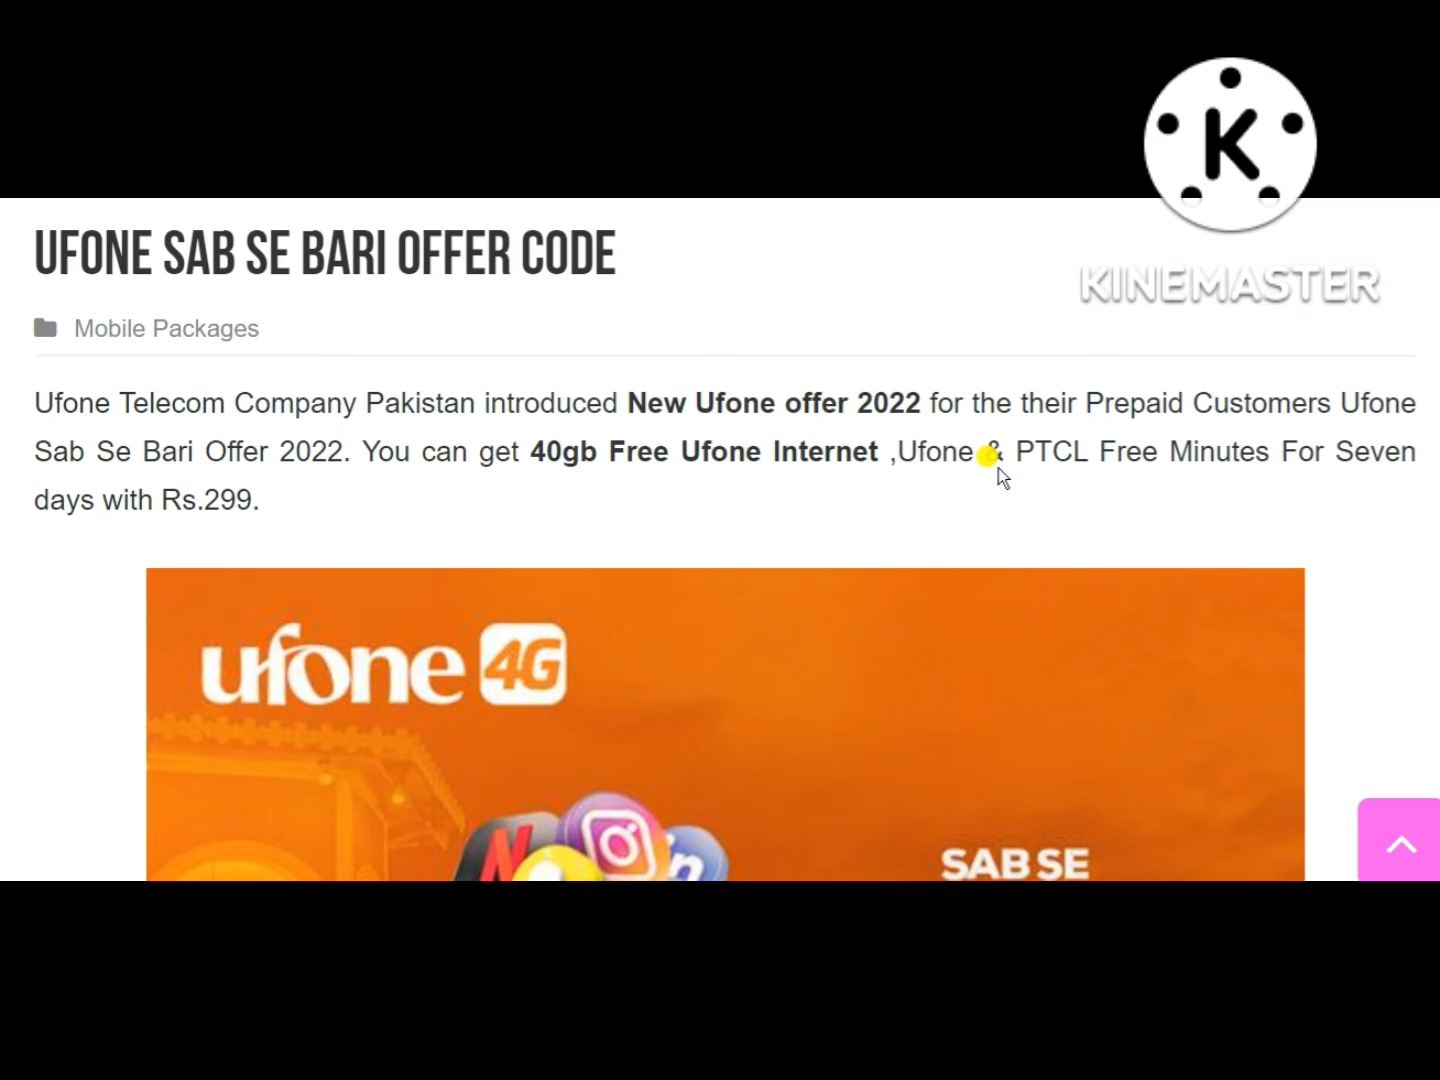 K
KINEMASTER
UFONE SAB SE BARI OFFER CODE
Mobile Packages
Ufone Telecom Company Pakistan introduced New Ufone offer 2022 for the their Prepaid Customers Ufone
Sab Se Bari Offer 2022. You can get 40gb Free Ufone Internet ,Ufone & PTCL Free Minutes For Seven
days with Rs.299.
ufone 4G
N
in
SAB SE